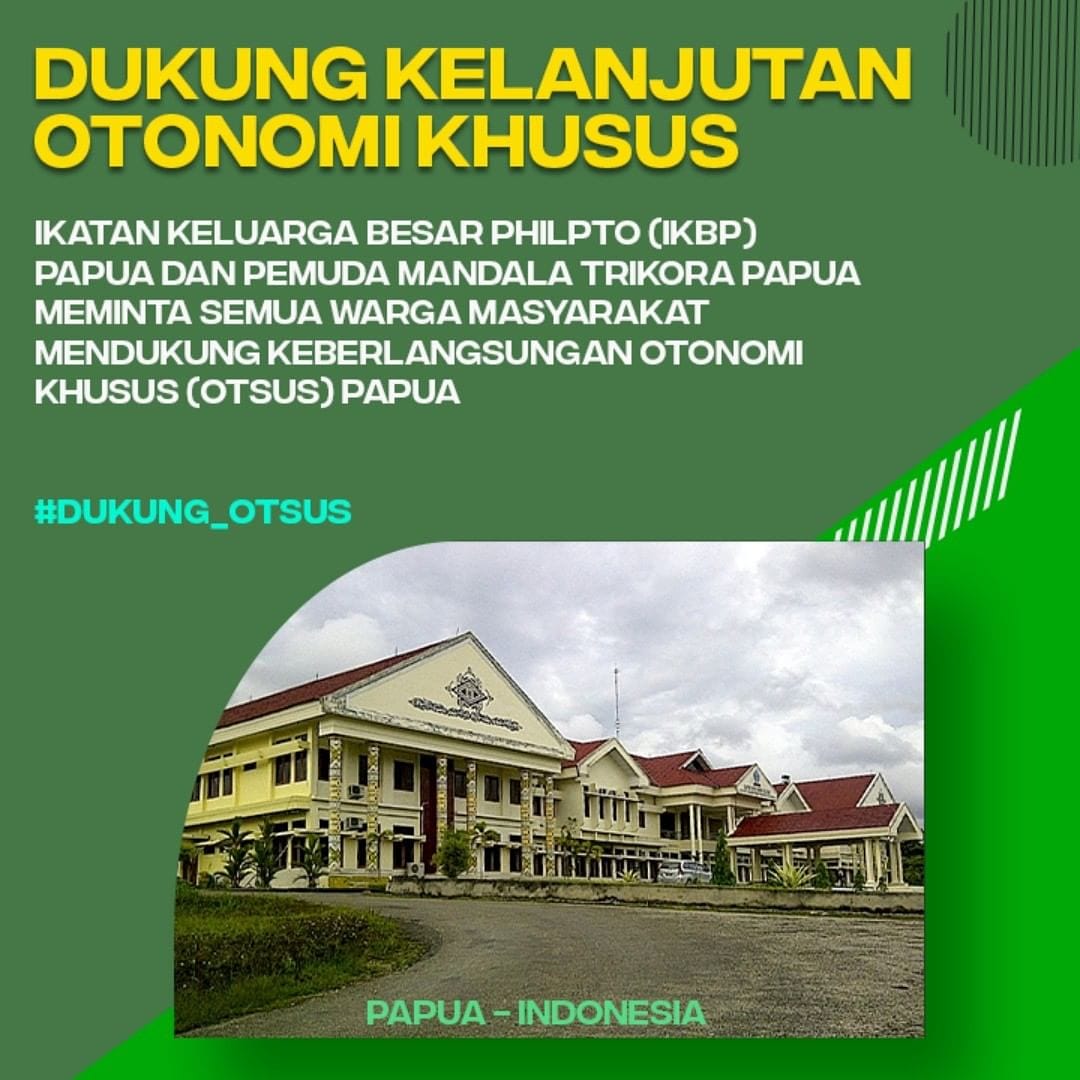 DUKUNG KELANJUTAN
OTONOMI KHUSUS
IKATAN KELUARGA BESAR PHILPTO (IKBP)
PAPUA DAN PEMUDA MANDALA TRIKORA PAPUA
MEMINTA SEMUA WARGA MASYARAKAT
MENDUKUNG KEBERLANGSUNGAN OTONOMI
KHUSUS (OTSUS) PAPUA
#DUKUNG_OTSUS
PAPUA - INDONESIA